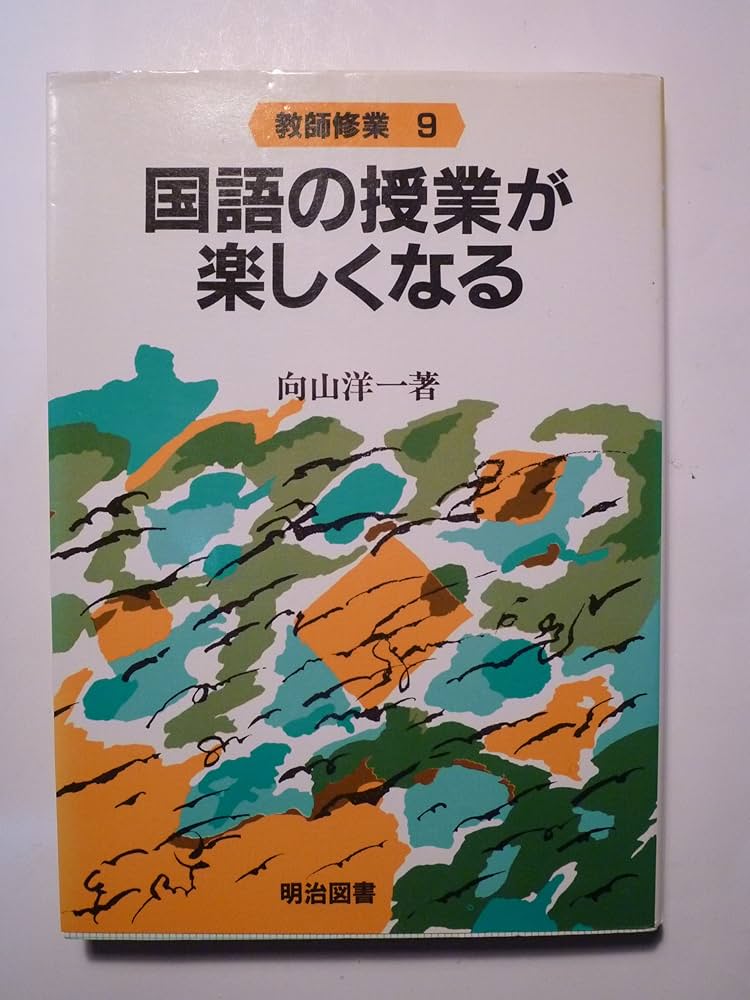 教師修業 9
国語の授業が
楽しくなる
向山洋一著
明治図書